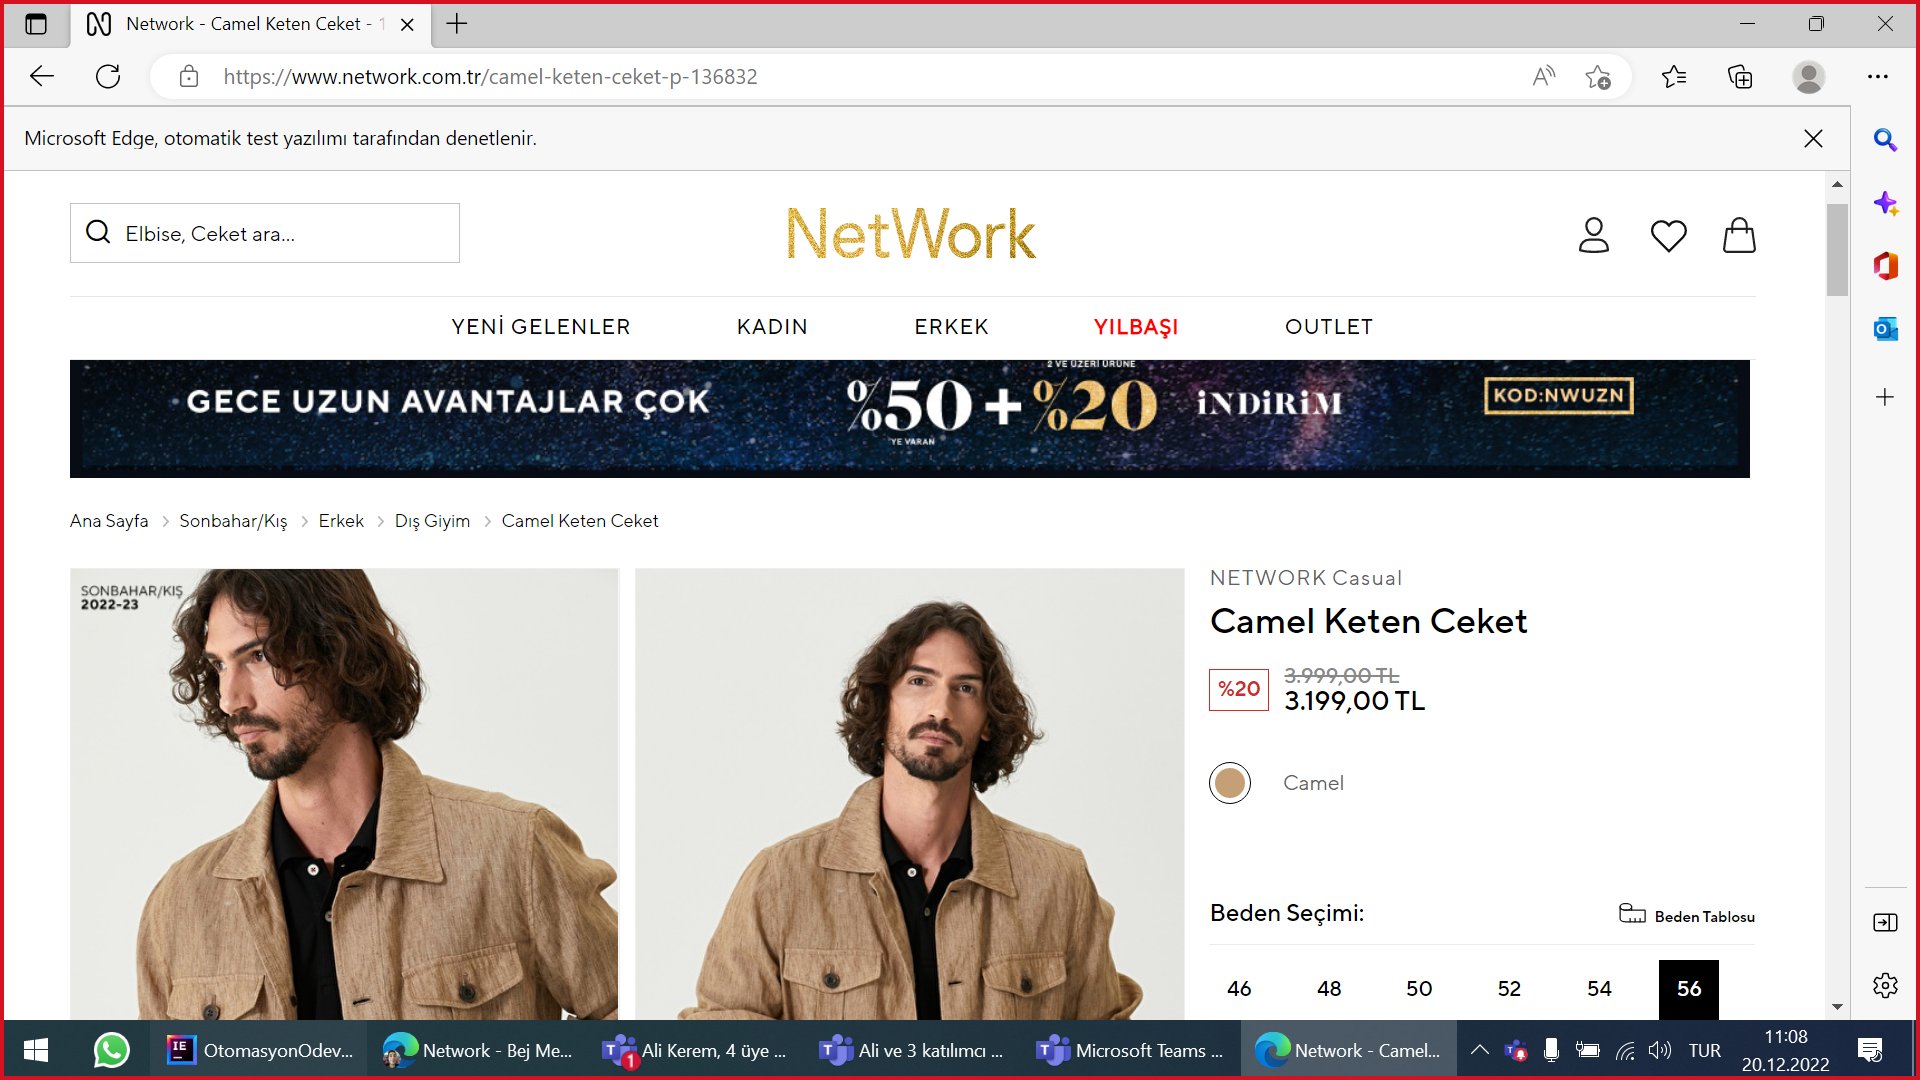 Network - Camel Keten Ceket - 1
https://www.network.com.tr/camel-keten-ceket-p-136832
Microsoft Edge, otomatik test yazılımı tarafından denetlenir.
Elbise, Ceket ara...
NetWork
YENİ GELENLER
KADIN
ERKEK
YILBAŞI
OUTLET
GECE UZUN AVANTAJLAR ÇOK
%50 + %20 İNDİRİM
2 VE ÜZERİ ÜRÜNE
'YE VARAN
KOD:NWUZN
Ana Sayfa > Sonbahar/Kış > Erkek > Dış Giyim > Camel Keten Ceket
SONBAHAR/KIŞ
2022-23
NETWORK Casual
Camel Keten Ceket
%20
3.999,00 TL
3.199,00 TL
Camel
Beden Seçimi:
Beden Tablosu
46 48 50 52 54 56
OtomasyonOdev...
Network - Bej Me...
1
Ali Kerem, 4 üye ...
Ali ve 3 katılımcı ...
Microsoft Teams ...
Network - Camel...
TUR
11:08
20.12.2022